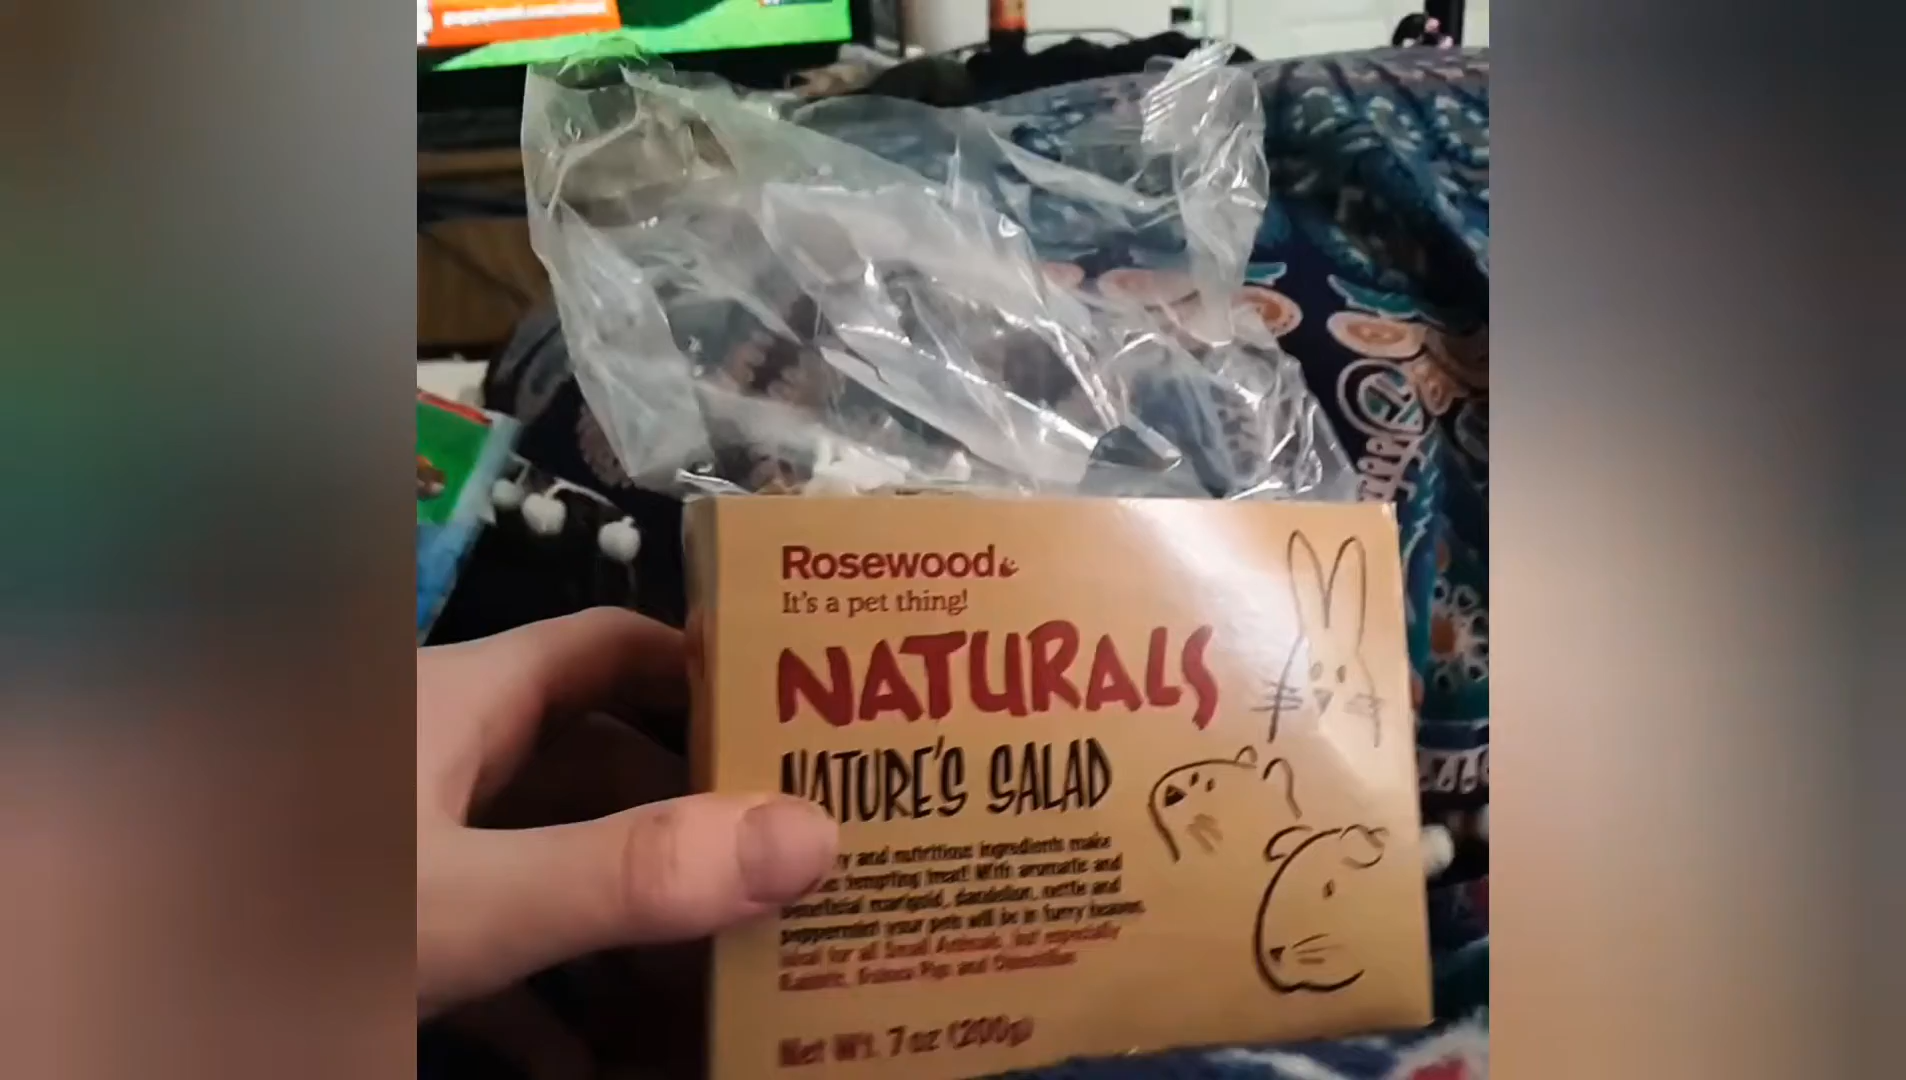 Rosewood
It's a pet thing!
NATURALS
NATURE'S SALAD
and nutritious ingredients make
tempting treat! With aromatic and
beneficial marigold, dandelion, nettle and
peppermint your pets will be in furry heaven.
Ideal for all Small Animals, but especially
Rabbits, Guinea Pigs and Chinchillas
Net Wt. 7 oz (200g)